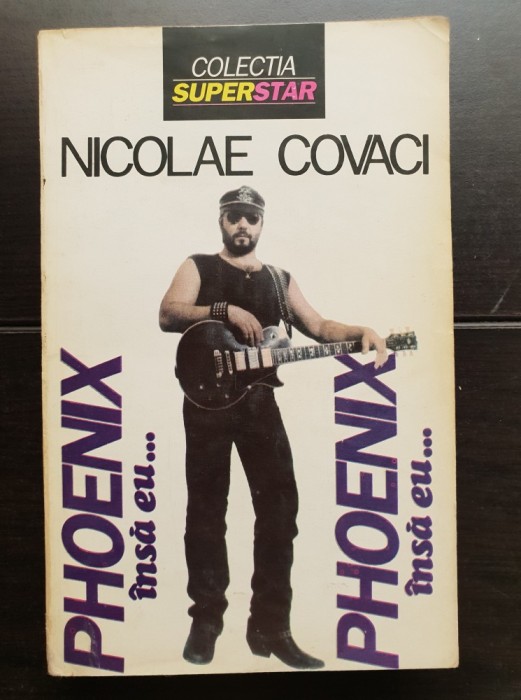 COLECTIA
SUPERSTAR
NICOLAE COVACI
PHOENIX
însă eu...
PHOENIX
însă eu...